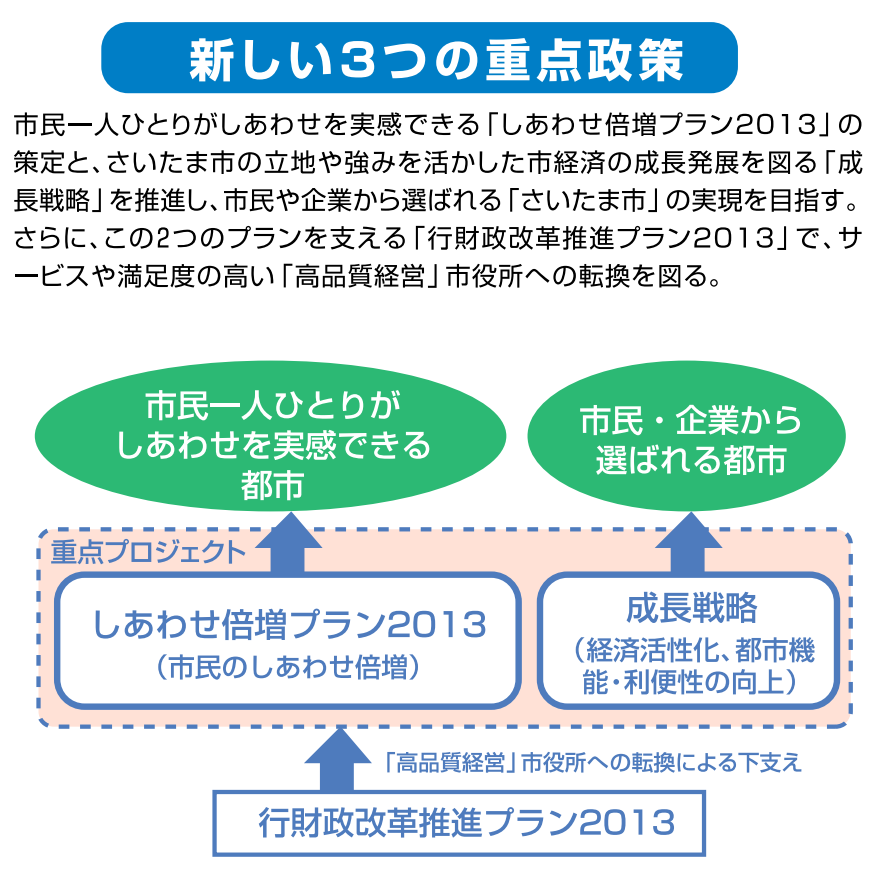 新しい3つの重点政策
市民一人ひとりがしあわせを実感できる「しあわせ倍増プラン2013」の
策定と、さいたま市の立地や強みを活かした市経済の成長発展を図る「成
長戦略」を推進し、市民や企業から選ばれる「さいたま市」の実現を目指す。
さらに、この2つのプランを支える「行財政改革推進プラン2013」で、サ
ービスや満足度の高い「高品質経営」市役所への転換を図る。
市民一人ひとりが
しあわせを実感できる
都市
市民・企業から
選ばれる都市
重点プロジェクト
しあわせ倍増プラン2013
（市民のしあわせ倍増）
成長戦略
（経済活性化、都市機
能・利便性の向上）
「高品質経営」市役所への転換による下支え
行財政改革推進プラン2013